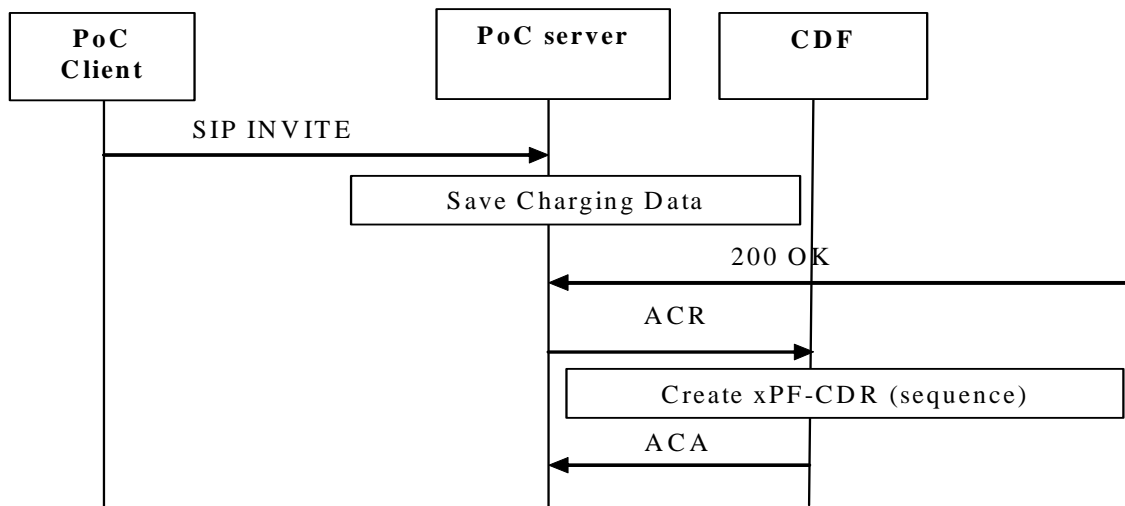 PoC
Client
PoC server
CDF
SIP INVITE
Save Charging Data
200 OK
ACR
Create xPF-CDR (sequence)
ACA